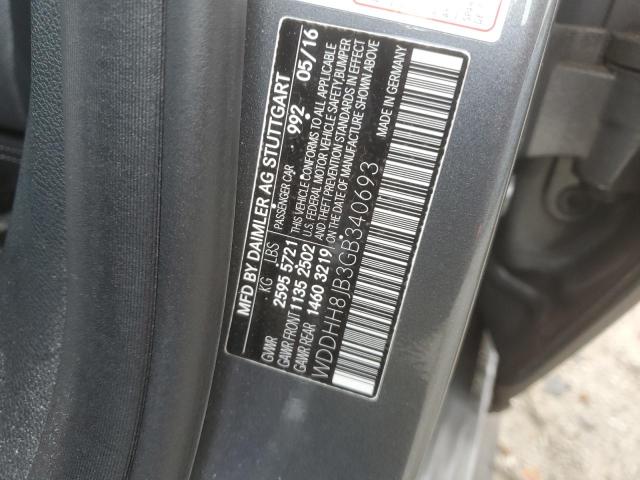 MFD BY DAIMLER AG STUTTGART
992 05/16
KG LBS PASSENGER CAR
GVWR 2595 5721 THIS VEHICLE CONFORMS TO ALL APPLICABLE
GAWR FRONT 1135 2502 U.S. FEDERAL MOTOR VEHICLE SAFETY, BUMPER
GAWR REAR 1460 3219 AND THEFT PREVENTION STANDARDS IN EFFECT
ON THE DATE OF MANUFACTURE SHOWN ABOVE
WDDHH8JB3GB340693 MADE IN GERMANY